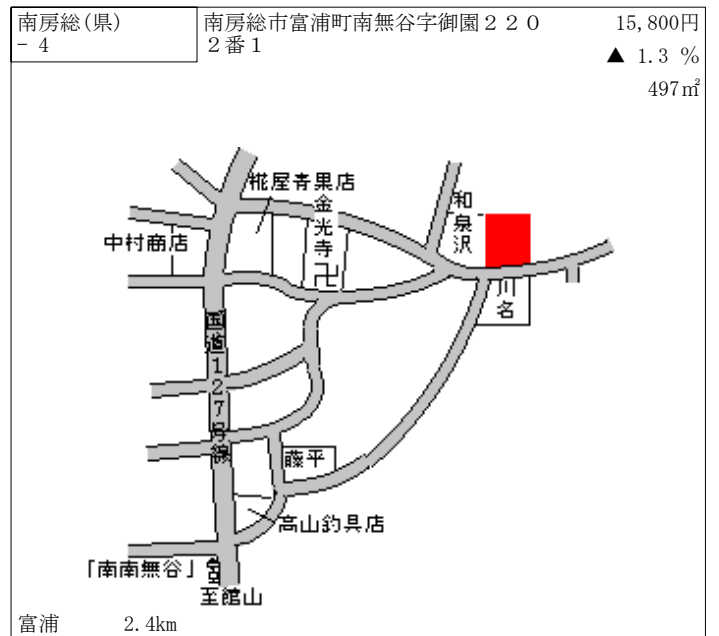 南房総(県)
- 4
南房総市富浦町南無谷字御園２２０
２番１
15,800円
▲ 1.3 %
497㎡
糀屋青果店
金光寺
卍
和泉沢
中村商店
川名
国道127号線
藤平
高山釣具店
「南南無谷」
至館山
富浦 2.4km